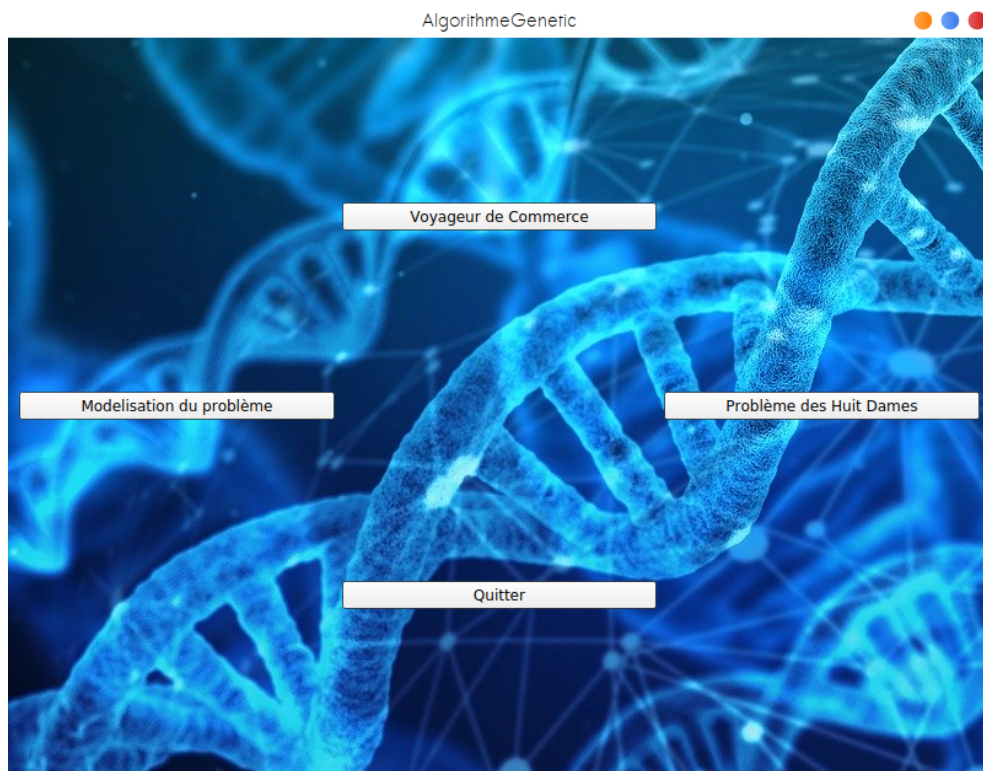 AlgorithmeGenetic
Voyageur de Commerce
Modelisation du problème
Problème des Huit Dames
Quitter